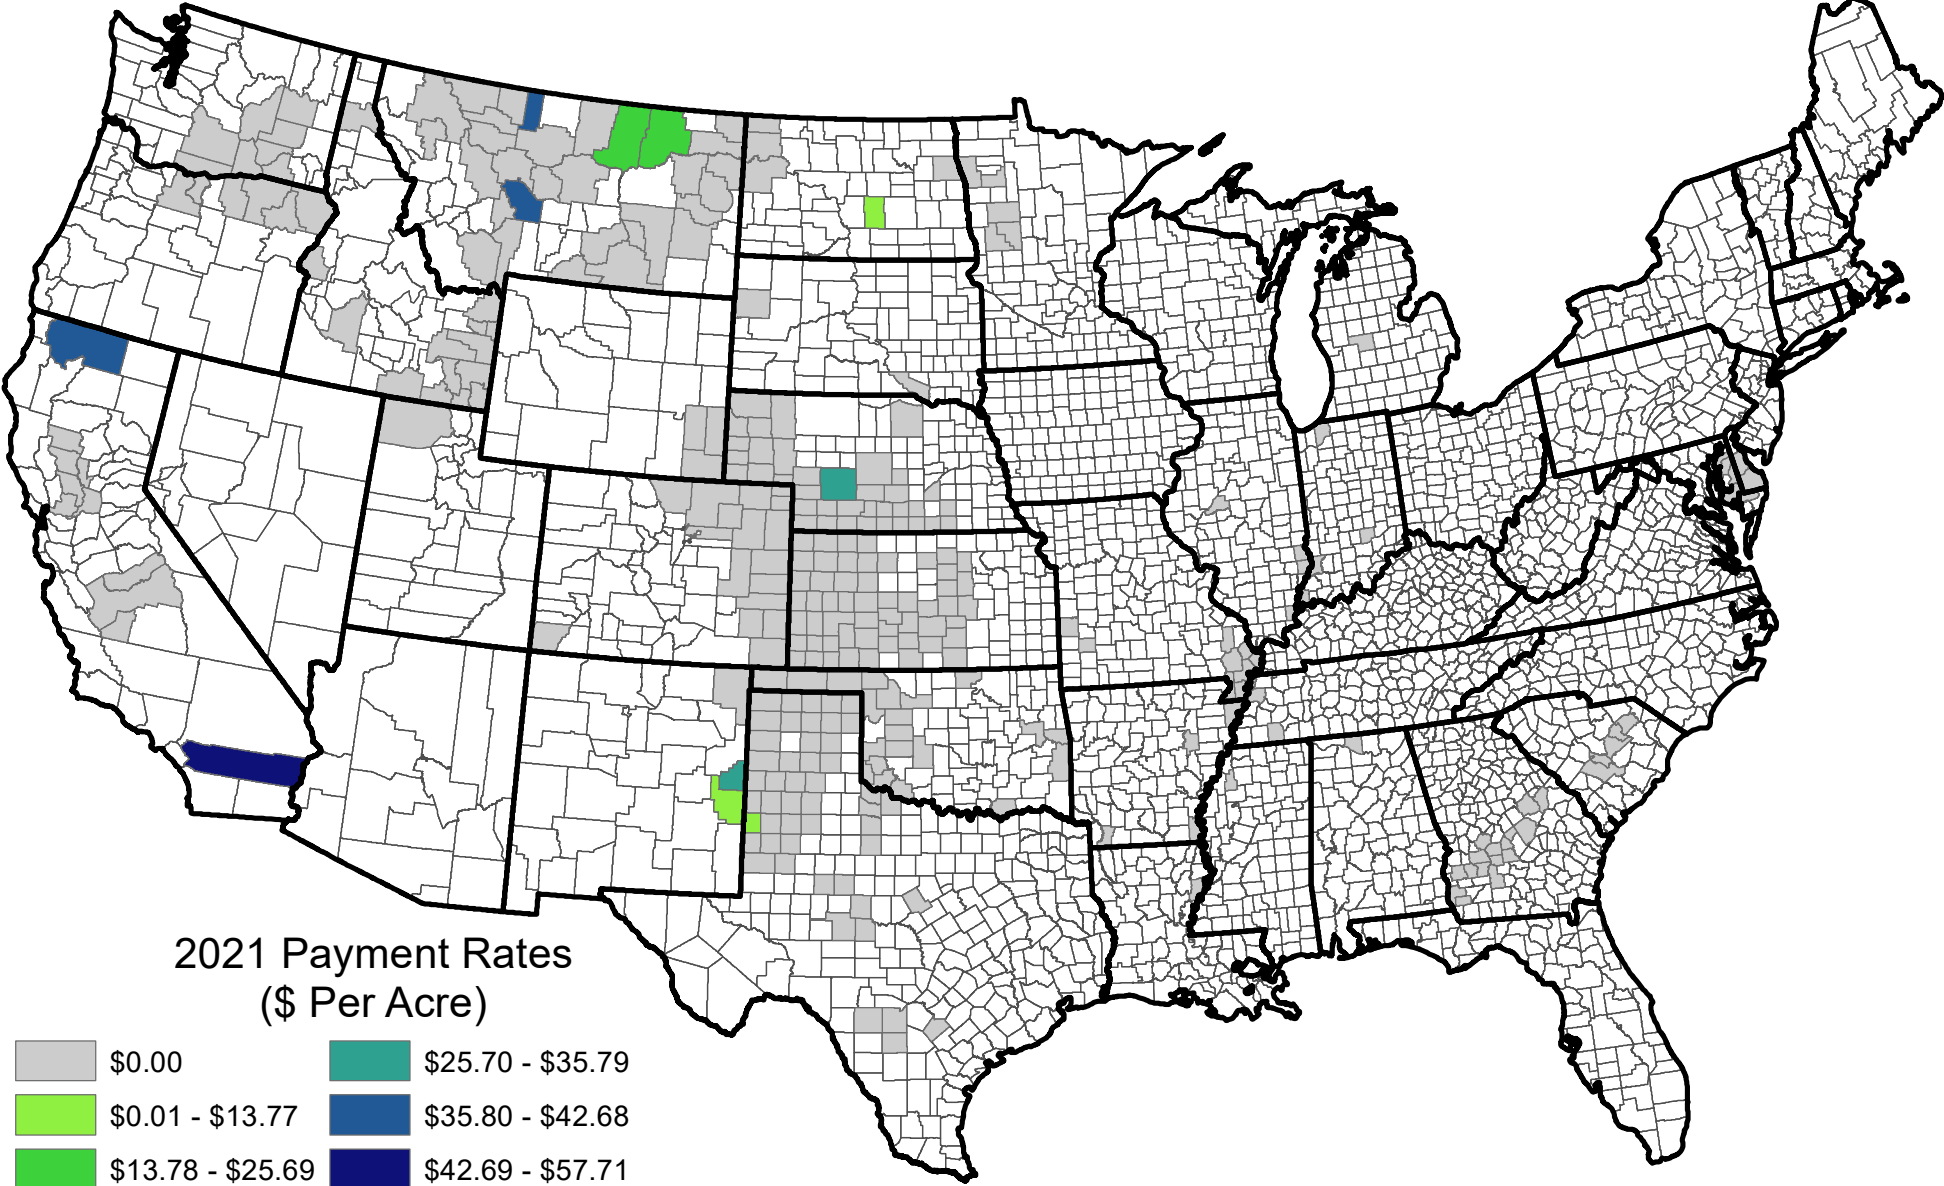 2021 Payment Rates
($ Per Acre)
$0.00
$0.01 - $13.77
$13.78 - $25.69
$25.70 - $35.79
$35.80 - $42.68
$42.69 - $57.71